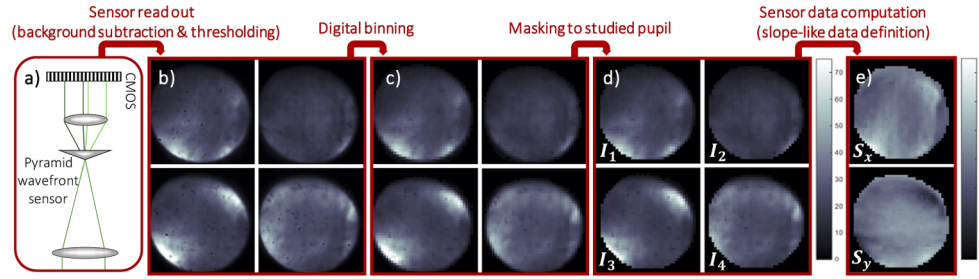 Sensor read out
(background subtraction & thresholding)
Digital binning
Masking to studied pupil
Sensor data computation
(slope-like data definition)
a)
CMOS
Pyramid
wavefront
sensor
b)
c)
d)
I1
I2
I3
I4
70
60
50
40
30
20
10
0
e)
Sx
Sy